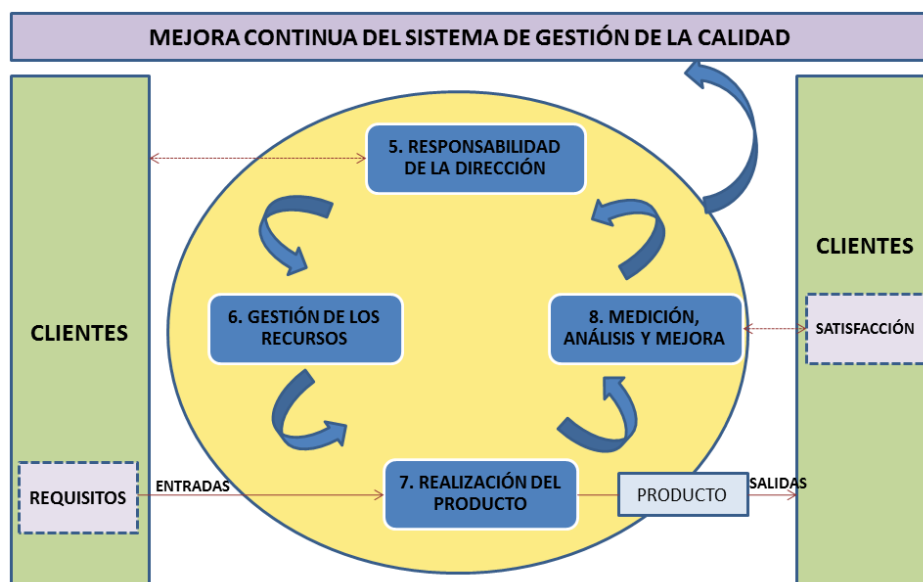 MEJORA CONTINUA DEL SISTEMA DE GESTIÓN DE LA CALIDAD
5. RESPONSABILIDAD
DE LA DIRECCIÓN
CLIENTES
6. GESTIÓN DE LOS
RECURSOS
8. MEDICIÓN,
ANÁLISIS Y MEJORA
CLIENTES
SATISFACCIÓN
REQUISITOS
ENTRADAS
7. REALIZACIÓN DEL
PRODUCTO
PRODUCTO
SALIDAS